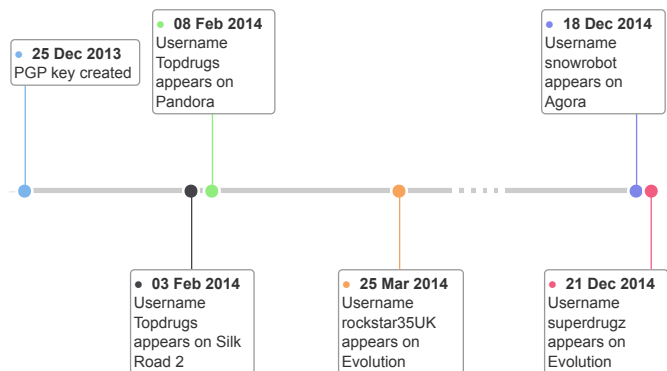 25 Dec 2013
PGP key created
08 Feb 2014
Username
Topdrugs
appears on
Pandora
18 Dec 2014
Username
snowrobot
appears on
Agora
03 Feb 2014
Username
Topdrugs
appears on Silk
Road 2
25 Mar 2014
Username
rockstar35UK
appears on
Evolution
21 Dec 2014
Username
superdrugz
appears on
Evolution